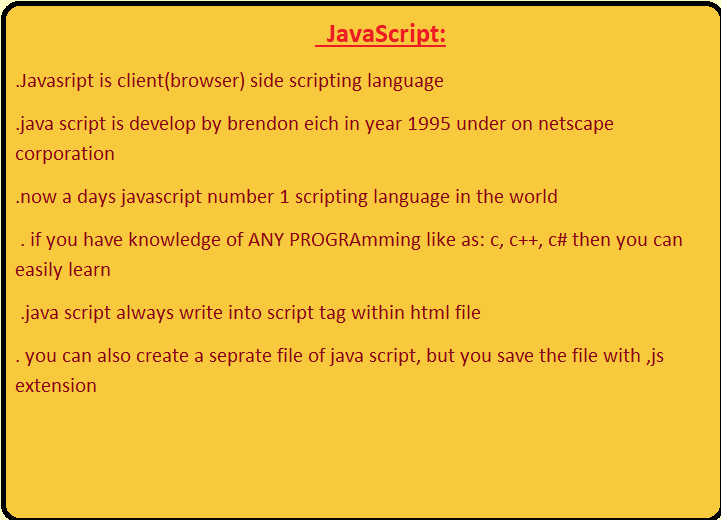 JavaScript:
.Javasript is client(browser) side scripting language
.java script is develop by brendon eich in year 1995 under on netscape
corporation
.now a days javascript number 1 scripting language in the world
. if you have knowledge of ANY PROGRAmming like as: c, c++, c# then you can
easily learn
.java script always write into script tag within html file
. you can also create a seprate file of java script, but you save the file with ,js
extension